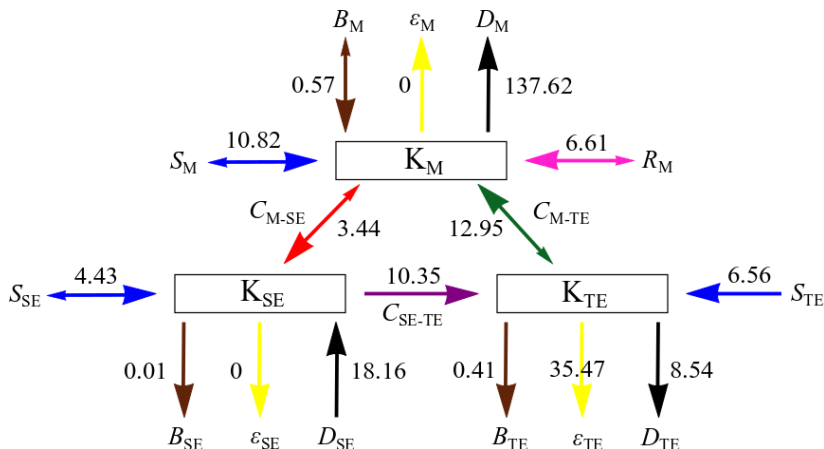 B_M ε_M D_M
0.57 0 137.62
S_M 10.82 K_M 6.61 R_M
C_M-SE 3.44 12.95 C_M-TE
S_SE 4.43 K_SE 10.35 K_TE 6.56 S_TE
C_SE-TE
0.01 0 18.16 0.41 35.47 8.54
B_SE ε_SE D_SE B_TE ε_TE D_TE